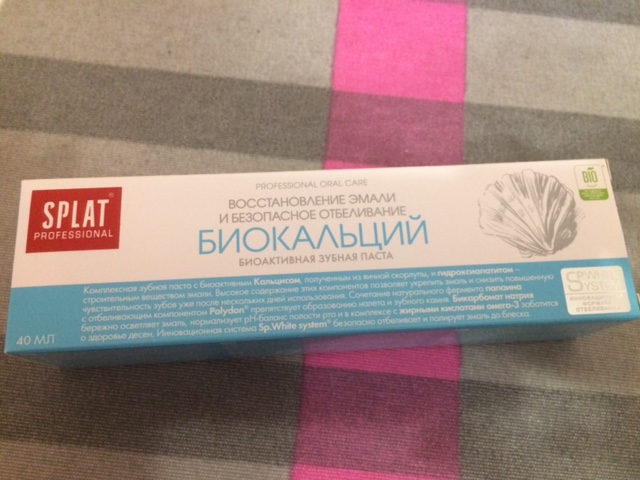 PROFESSIONAL ORAL CARE
SPLAT
PROFESSIONAL
ВОССТАНОВЛЕНИЕ ЭМАЛИ
И БЕЗОПАСНОЕ ОТБЕЛИВАНИЕ
БИОКАЛЬЦИЙ
БИОАКТИВНАЯ ЗУБНАЯ ПАСТА
BIO
Комплексная зубная паста с биоактивным Кальцисом, полученным из яичной скорлупы, и гидроксиапатитом –
строительным веществом эмали. Высокое содержание этих компонентов позволяет укрепить эмаль и снизить повышенную
чувствительность зубов уже после нескольких дней использования. Сочетание натурального фермента папаина
с отбеливающим компонентом Polydon® препятствует образованию налета и зубного камня. Бикарбонат натрия
бережно осветляет эмаль, нормализует pH-баланс полости рта и в комплексе с жирными кислотами омега-3 заботится
о здоровье десен. Инновационная система Sp.White system® безопасно отбеливает и полирует эмаль до блеска.
SP.WHITE
SYSTEM
40 МЛ